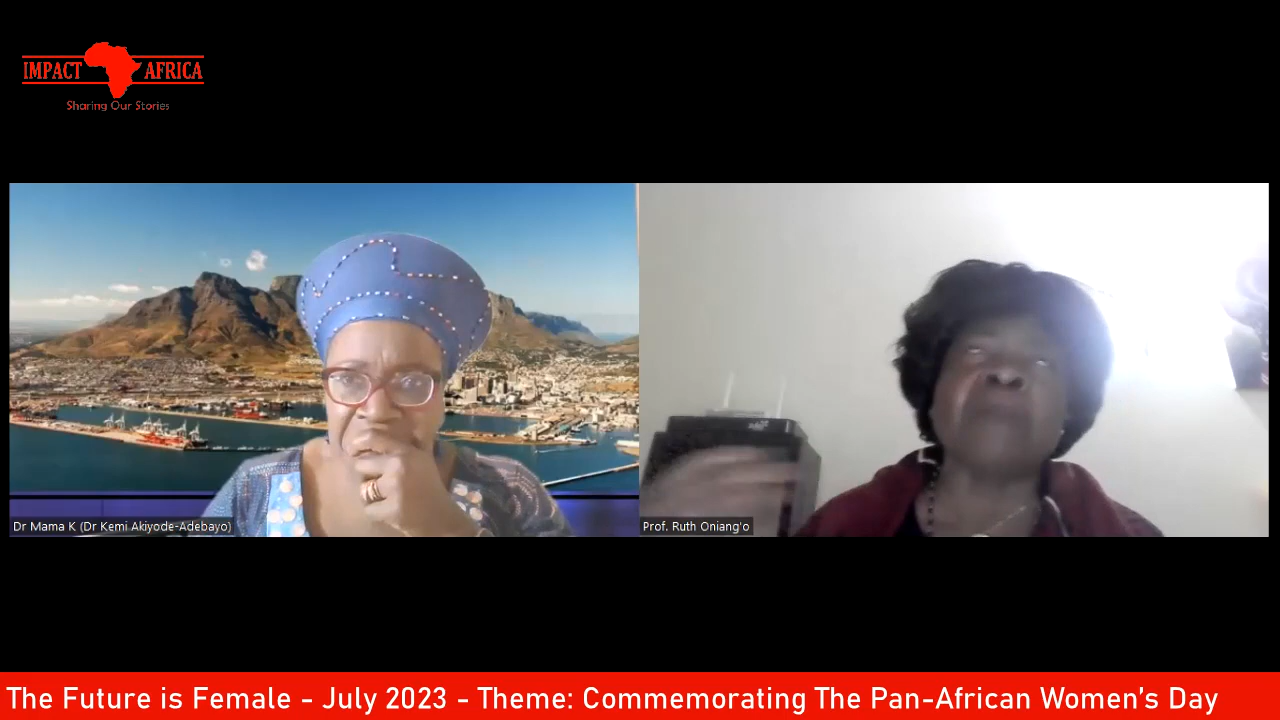 IMPACT AFRICA
Sharing Our Stories
Dr Mama K (Dr Kemi Akiyode-Adebayo)
Prof. Ruth Oniang'o
The Future is Female - July 2023 - Theme: Commemorating The Pan-African Women's Day